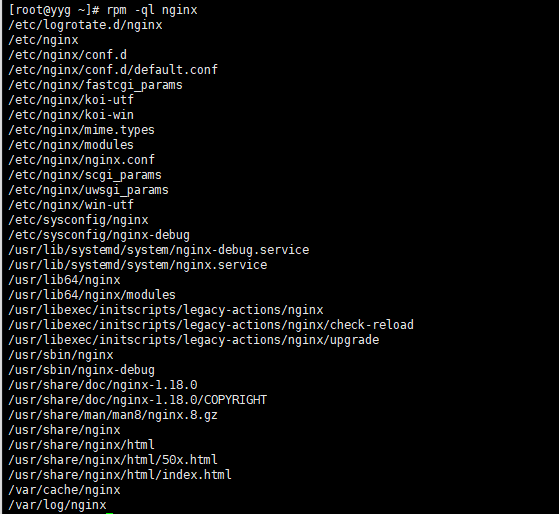 [root@yyg ~]# rpm -ql nginx
/etc/logrotate.d/nginx
/etc/nginx
/etc/nginx/conf.d
/etc/nginx/conf.d/default.conf
/etc/nginx/fastcgi_params
/etc/nginx/koi-utf
/etc/nginx/koi-win
/etc/nginx/mime.types
/etc/nginx/modules
/etc/nginx/nginx.conf
/etc/nginx/scgi_params
/etc/nginx/uwsgi_params
/etc/nginx/win-utf
/etc/sysconfig/nginx
/etc/sysconfig/nginx-debug
/usr/lib/systemd/system/nginx-debug.service
/usr/lib/systemd/system/nginx.service
/usr/lib64/nginx
/usr/lib64/nginx/modules
/usr/libexec/initscripts/legacy-actions/nginx
/usr/libexec/initscripts/legacy-actions/nginx/check-reload
/usr/libexec/initscripts/legacy-actions/nginx/upgrade
/usr/sbin/nginx
/usr/sbin/nginx-debug
/usr/share/doc/nginx-1.18.0
/usr/share/doc/nginx-1.18.0/COPYRIGHT
/usr/share/man/man8/nginx.8.gz
/usr/share/nginx
/usr/share/nginx/html
/usr/share/nginx/html/50x.html
/usr/share/nginx/html/index.html
/var/cache/nginx
/var/log/nginx